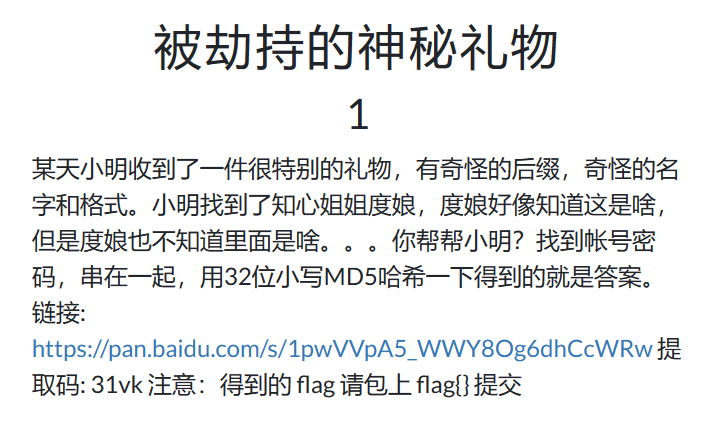 被劫持的神秘礼物
1
某天小明收到了一件很特别的礼物，有奇怪的后缀，奇怪的名
字和格式。小明找到了知心姐姐度娘，度娘好像知道这是啥，
但是度娘也不知道里面是啥。。。你帮帮小明？找到帐号密
码，串在一起，用32位小写MD5哈希一下得到的就是答案。
链接:
https://pan.baidu.com/s/1pwVVpA5_WWY8Og6dhCcWRw 提
取码: 31vk 注意：得到的 flag 请包上 flag{} 提交